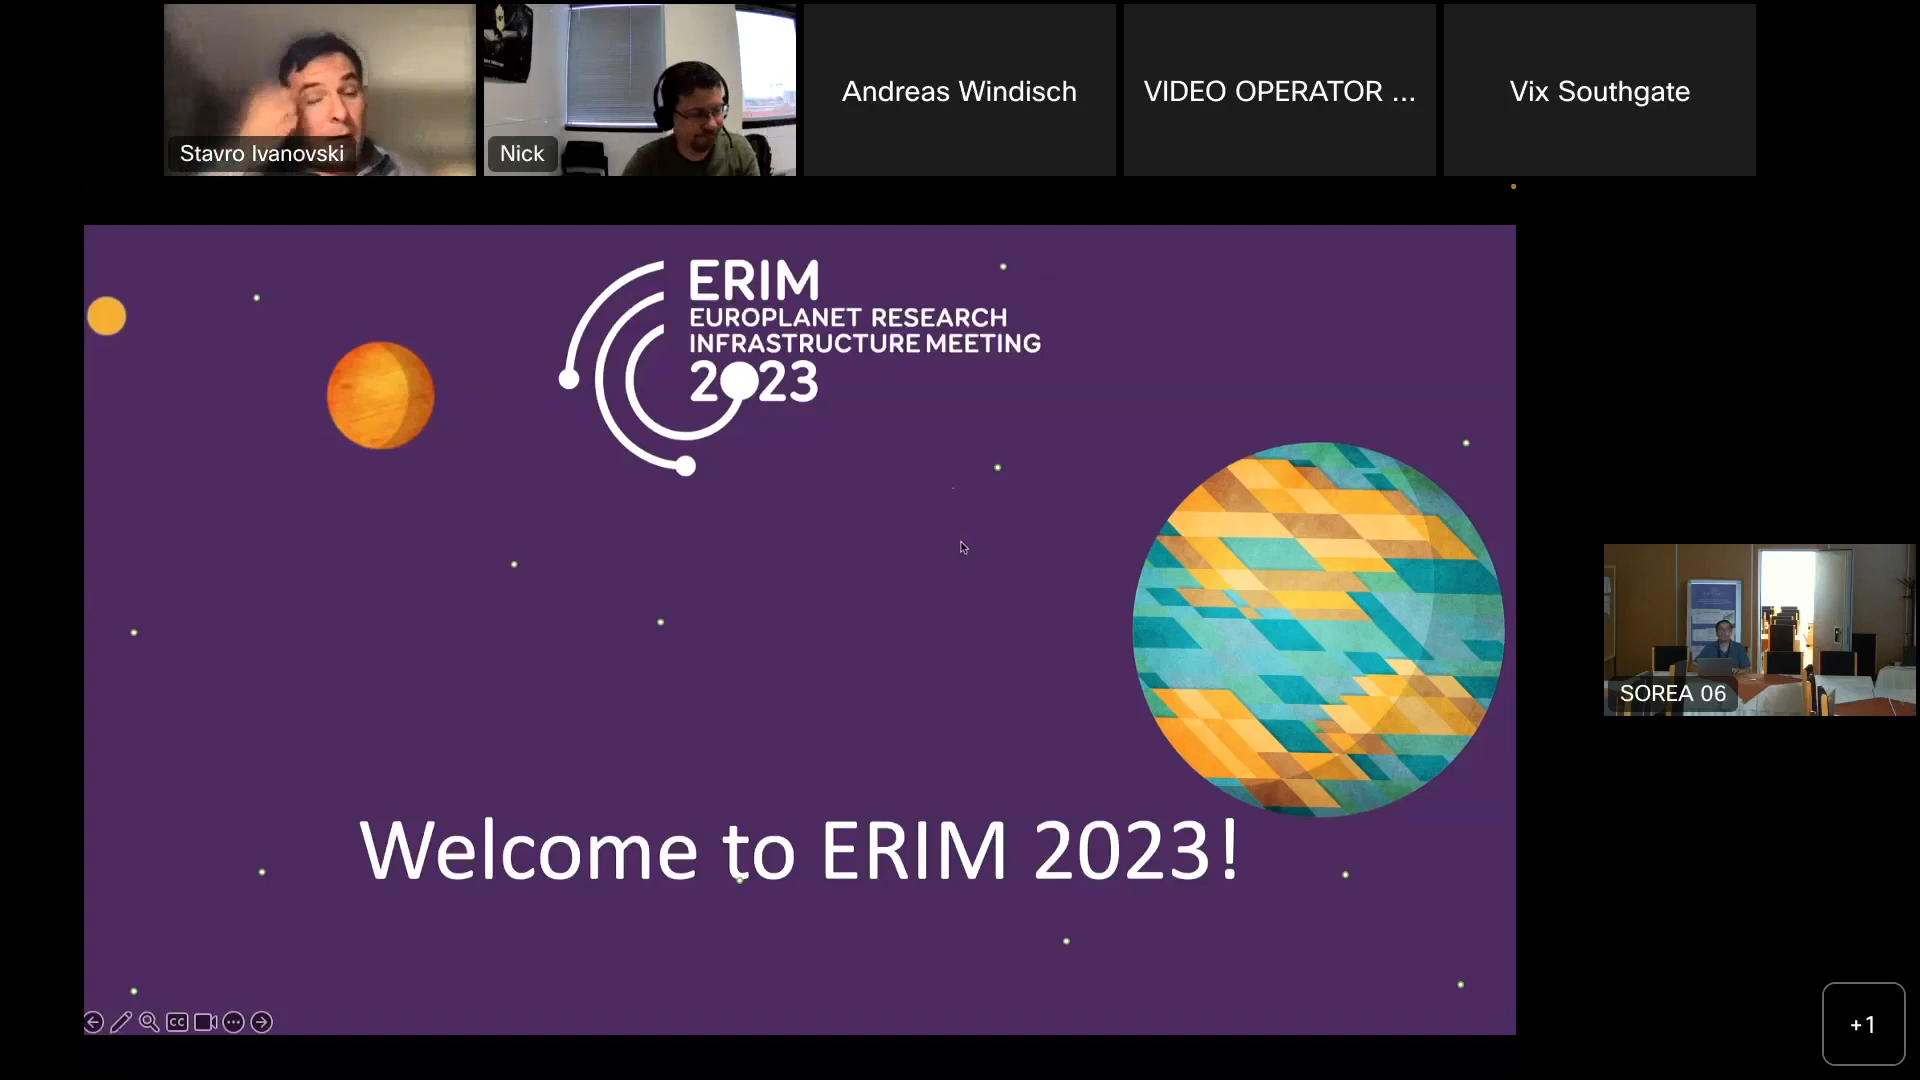 Stavro Ivanovski
Nick
Andreas Windisch
VIDEO OPERATOR ...
Vix Southgate
ERIM
EUROPLANET RESEARCH
INFRASTRUCTURE MEETING
2023
SOREA 06
Welcome to ERIM 2023!
CC
+1